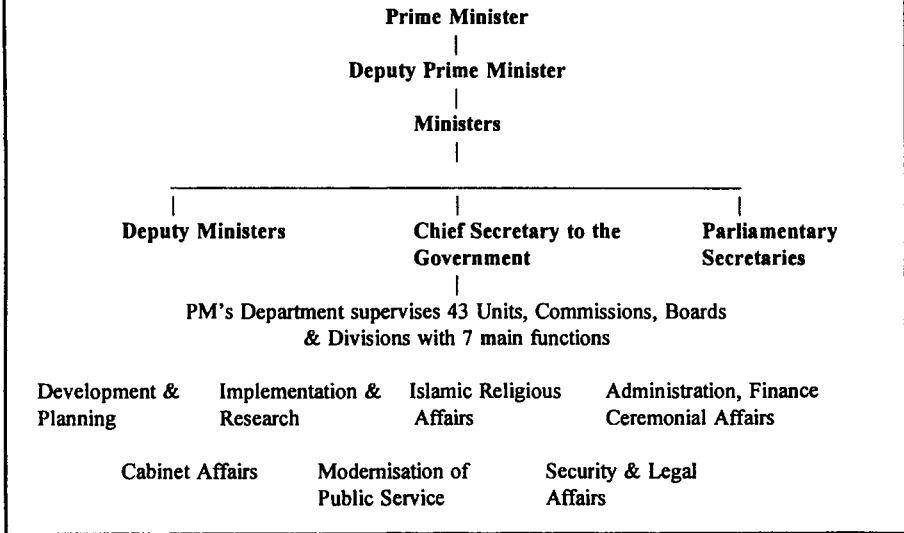 Prime Minister
Deputy Prime Minister
Ministers
Deputy Ministers
Chief Secretary to the
Government
Parliamentary
Secretaries
PM's Department supervises 43 Units, Commissions, Boards
& Divisions with 7 main functions
Development &
Planning
Implementation &
Research
Islamic Religious
Affairs
Administration, Finance
Ceremonial Affairs
Cabinet Affairs
Modernisation of
Public Service
Security & Legal
Affairs